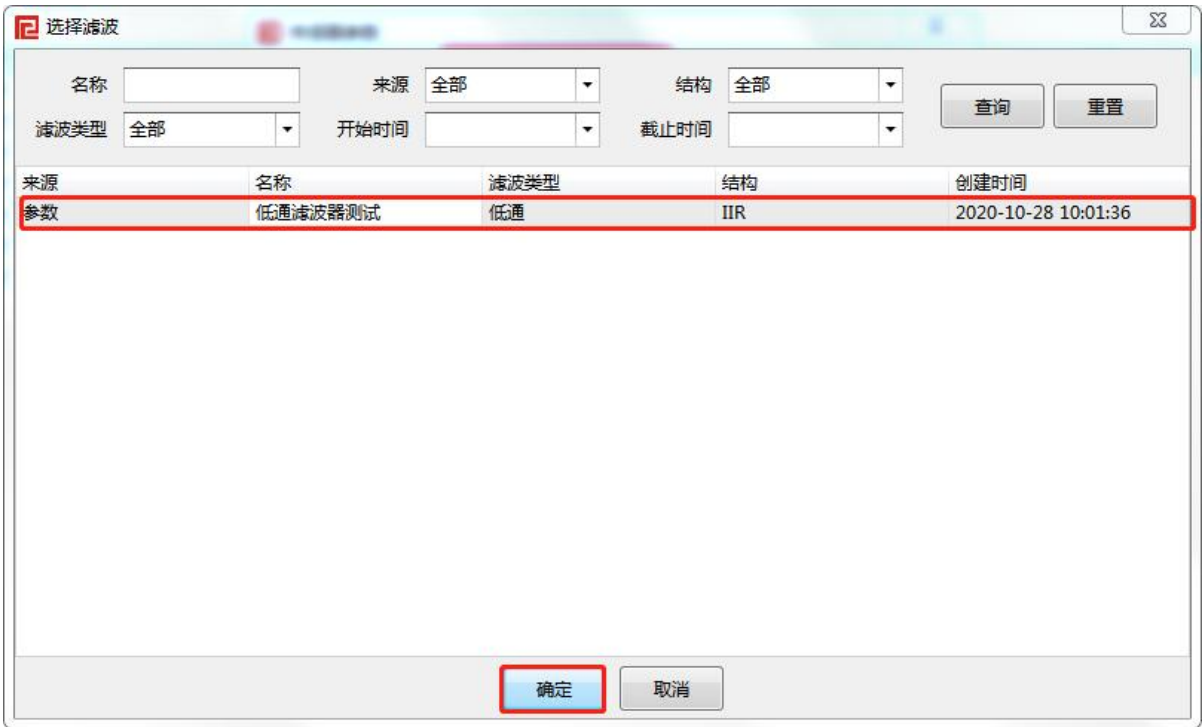 选择滤波
名称 来源 全部 结构 全部 查询 重置
滤波类型 全部 开始时间 截止时间
来源 名称 滤波类型 结构 创建时间
参数 低通滤波器测试 低通 IIR 2020-10-28 10:01:36
确定 取消